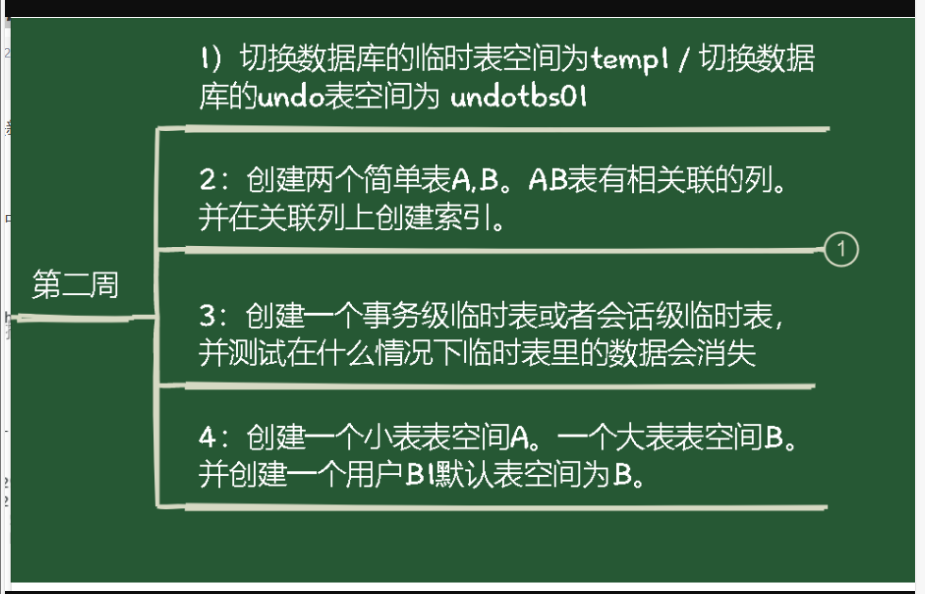 1）切换数据库的临时表空间为temp1 / 切换数据
库的undo表空间为 undotbs01
2：创建两个简单表A,B。AB表有相关联的列。
并在关联列上创建索引。
1
第二周
3：创建一个事务级临时表或者会话级临时表，
并测试在什么情况下临时表里的数据会消失
4：创建一个小表表空间A。一个大表表空间B。
并创建一个用户B1默认表空间为B。